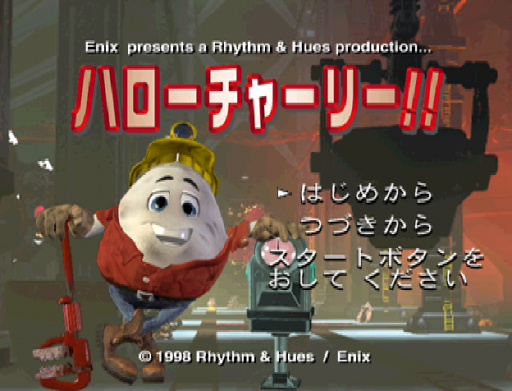 Enix presents a Rhythm & Hues production...
ハローチャーリー!!
► はじめから
つづきから
スタートボタンを
おして ください
© 1998 Rhythm & Hues / Enix